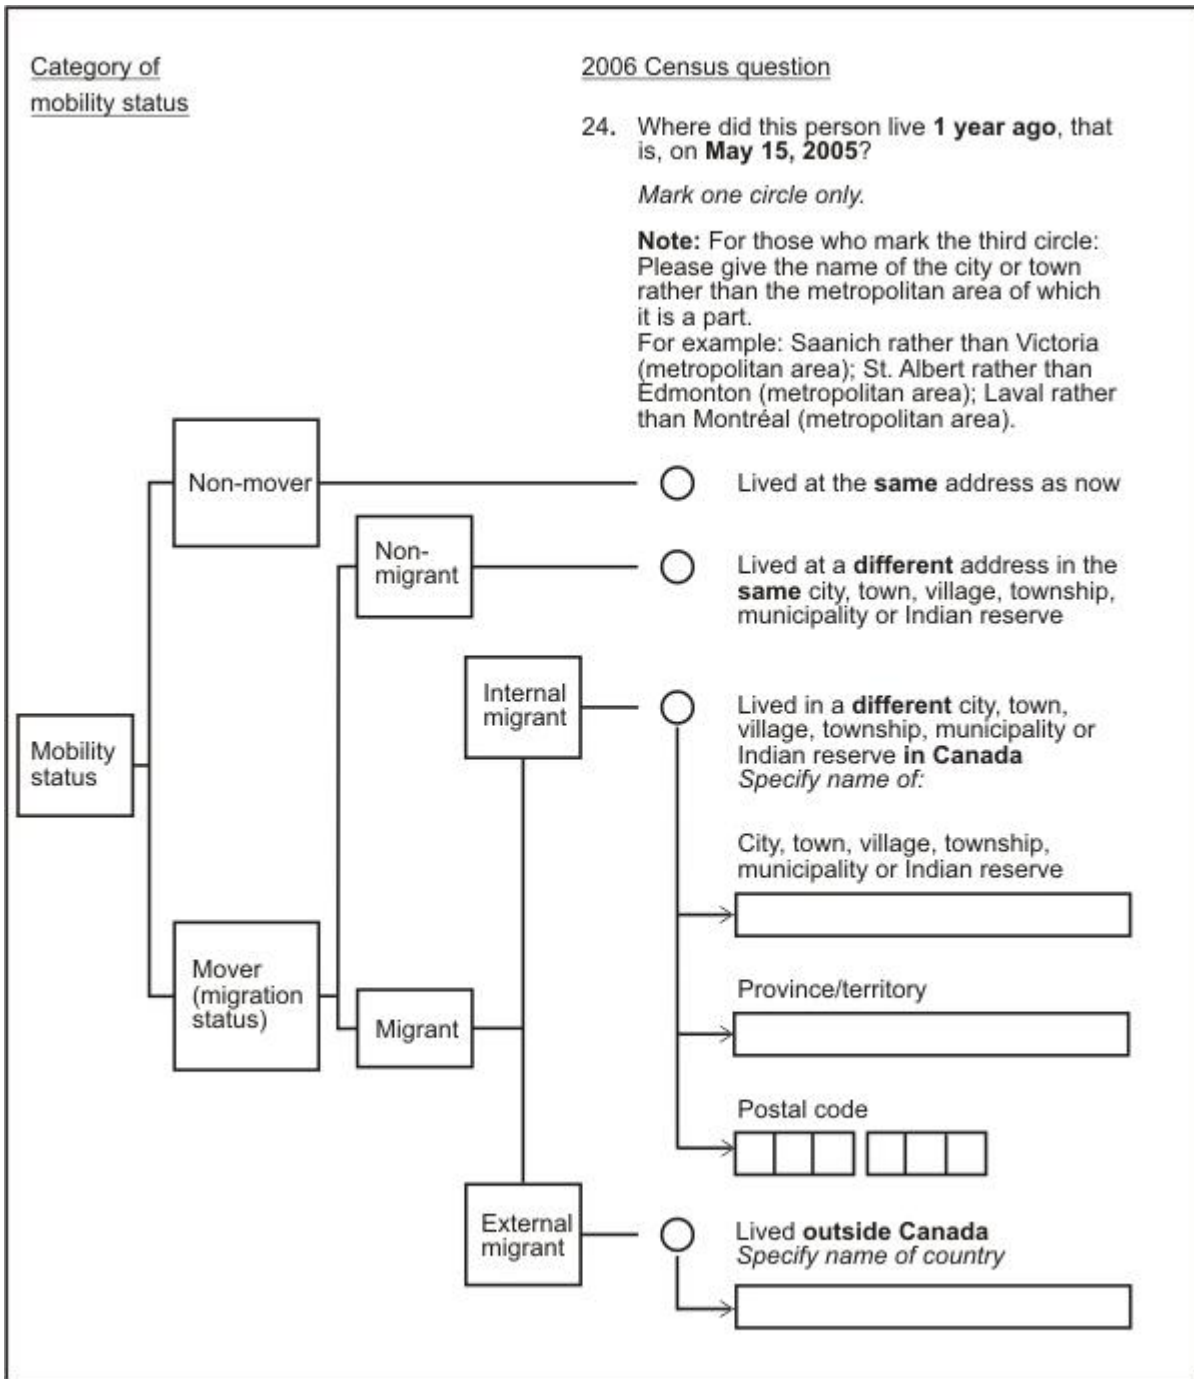 Category of
mobility status
2006 Census question
24. Where did this person live 1 year ago, that
is, on May 15, 2005?
Mark one circle only.
Note: For those who mark the third circle:
Please give the name of the city or town
rather than the metropolitan area of which
it is a part.
For example: Saanich rather than Victoria
(metropolitan area); St. Albert rather than
Edmonton (metropolitan area); Laval rather
than Montréal (metropolitan area).
Non-mover
Lived at the same address as now
Non-
migrant
Lived at a different address in the
same city, town, village, township,
municipality or Indian reserve
Internal
migrant
Lived in a different city, town,
village, township, municipality or
Indian reserve in Canada
Specify name of:
Mobility
status
City, town, village, township,
municipality or Indian reserve
Mover
(migration
status)
Migrant
Province/territory
Postal code
External
migrant
Lived outside Canada
Specify name of country